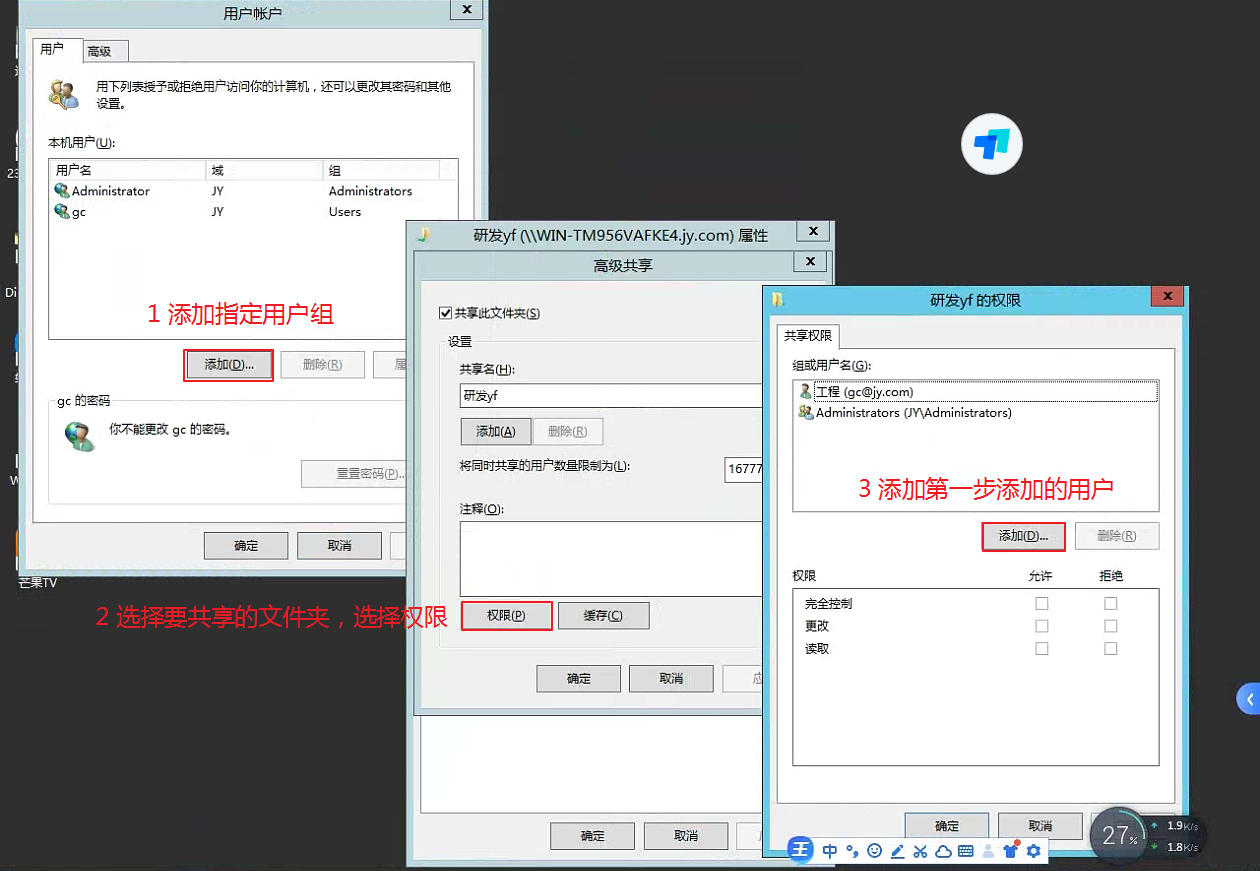 用户帐户
x
用户
高级
用下列表授予或拒绝用户访问你的计算机，还可以更改其密码和其他
设置。
本机用户(U):
用户名 域 组
Administrator JY Administrators
gc JY Users
1 添加指定用户组
添加(D)...
删除(R)
属
gc 的密码
你不能更改 gc 的密码。
重置密码(P)...
确定
取消
23
Di
W
芒果TV
研发yf (\\WIN-TM956VAFKE4.jy.com) 属性
x
高级共享
x
共享此文件夹(S)
设置
共享名(H):
研发yf
添加(A)
删除(R)
将同时共享的用户数量限制为(L):
16777
注释(O):
2 选择要共享的文件夹，选择权限
权限(P)
缓存(C)
确定
取消
应
确定
取消
研发yf 的权限
x
共享权限
组或用户名(G):
工程 (gc@jy.com)
Administrators (JY\Administrators)
3 添加第一步添加的用户
添加(D)...
删除(R)
权限 允许 拒绝
完全控制
更改
读取
确定
取消
王 中
27%
1.9K/s
1.8K/s